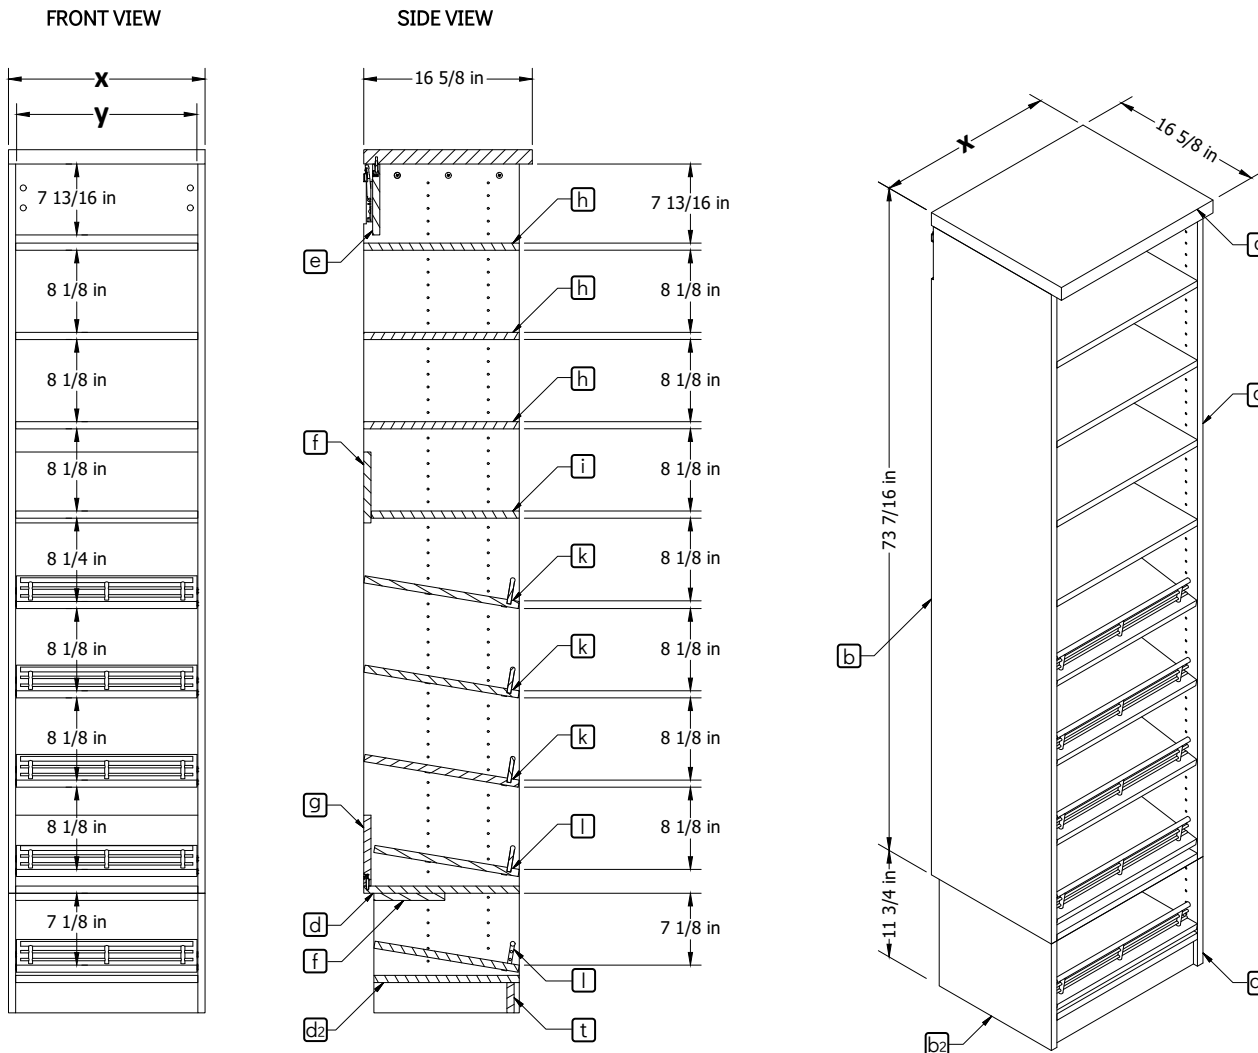 FRONT VIEW
x
y
7 13/16 in
8 1/8 in
8 1/8 in
8 1/8 in
8 1/4 in
8 1/8 in
8 1/8 in
8 1/8 in
7 1/8 in
SIDE VIEW
16 5/8 in
7 13/16 in
h
e
h
8 1/8 in
h
8 1/8 in
f
i
8 1/8 in
k
8 1/8 in
k
8 1/8 in
k
8 1/8 in
g
l
8 1/8 in
d
7 1/8 in
f
l
d2
t
x
16 5/8 in
73 7/16 in
b
11 3/4 in
b2